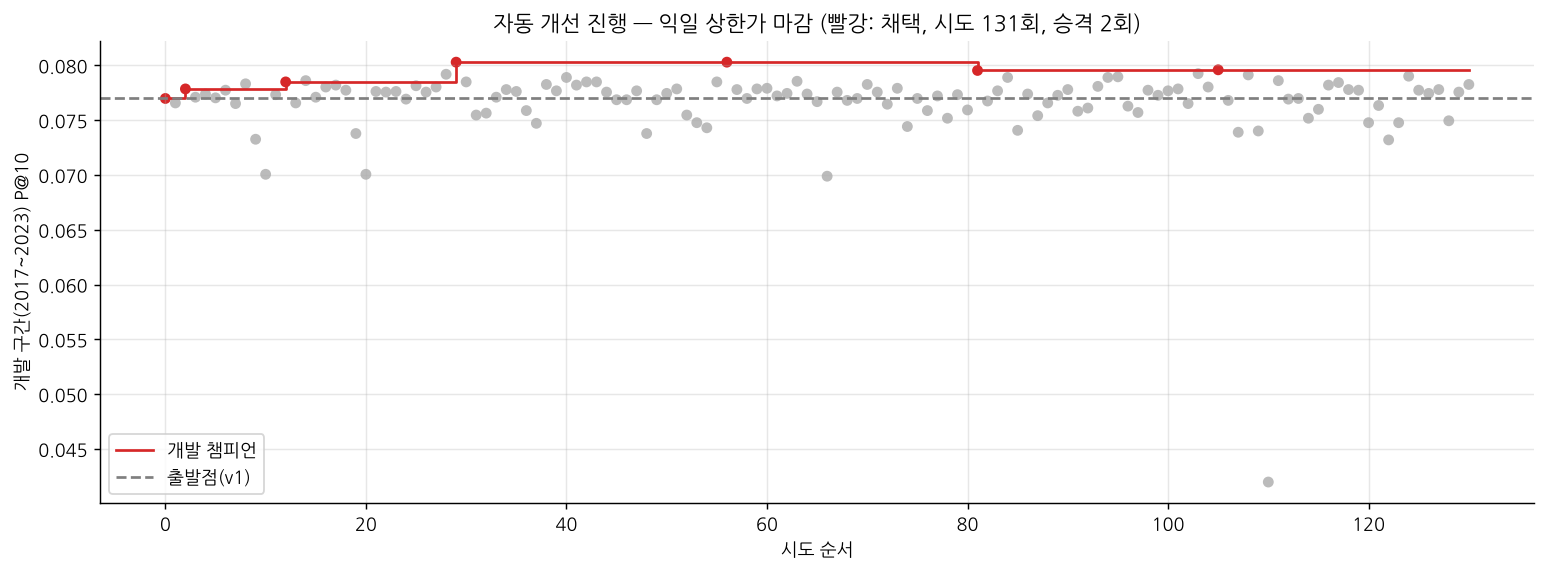 자동 개선 진행 — 익일 상한가 마감 (빨강: 채택, 시도 131회, 승격 2회)
개발 구간(2017~2023) P@10
0.080
0.075
0.070
0.065
0.060
0.055
0.050
0.045
개발 챔피언
출발점(v1)
0 20 40 60 80 100 120
시도 순서